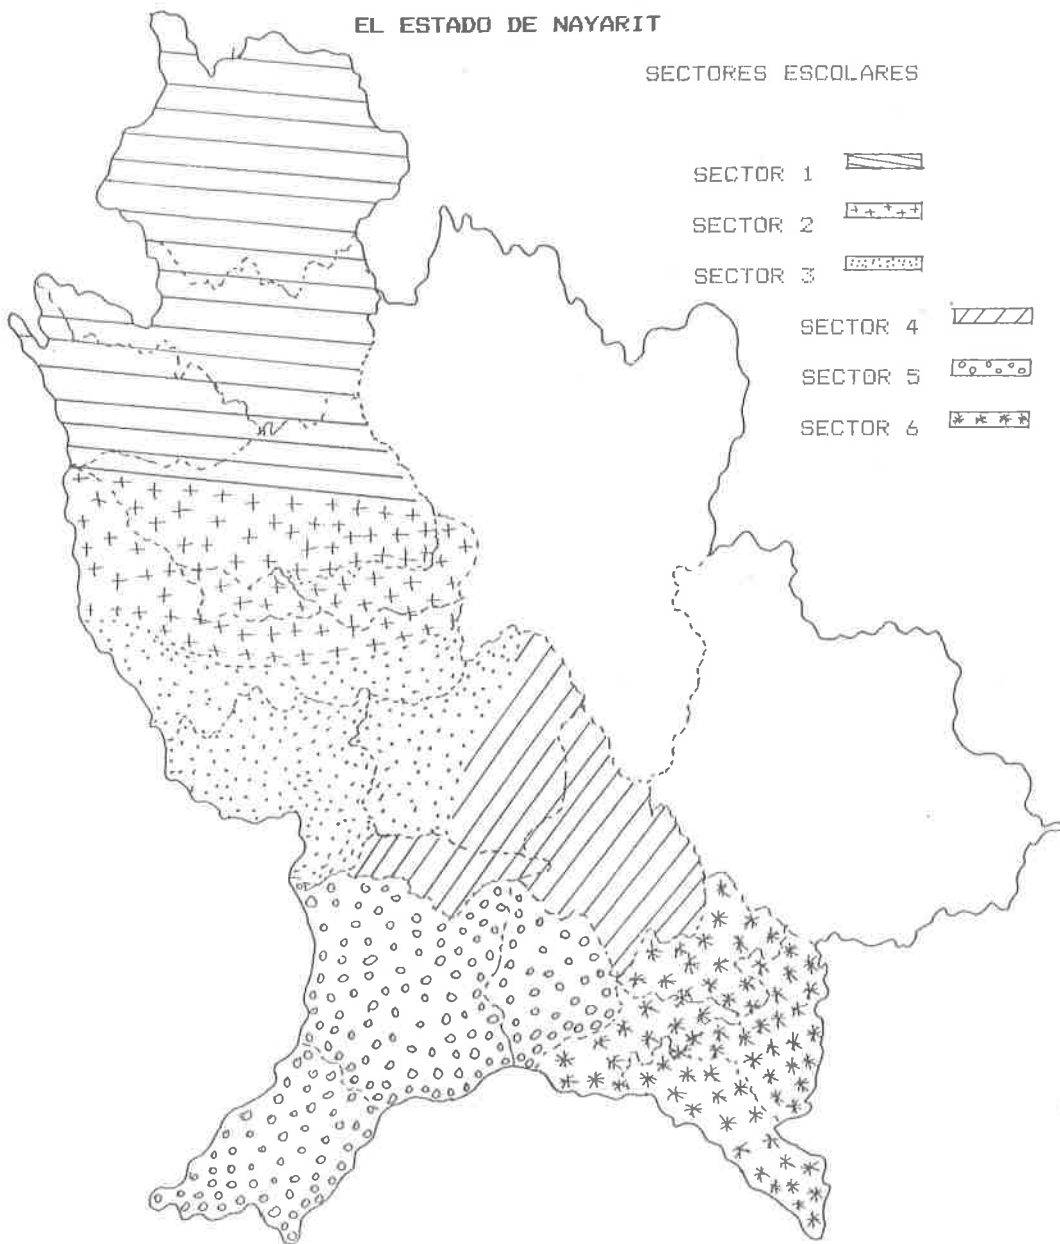 EL ESTADO DE NAYARIT
SECTORES ESCOLARES
SECTOR 1
SECTOR 2
SECTOR 3
SECTOR 4
SECTOR 5
SECTOR 6